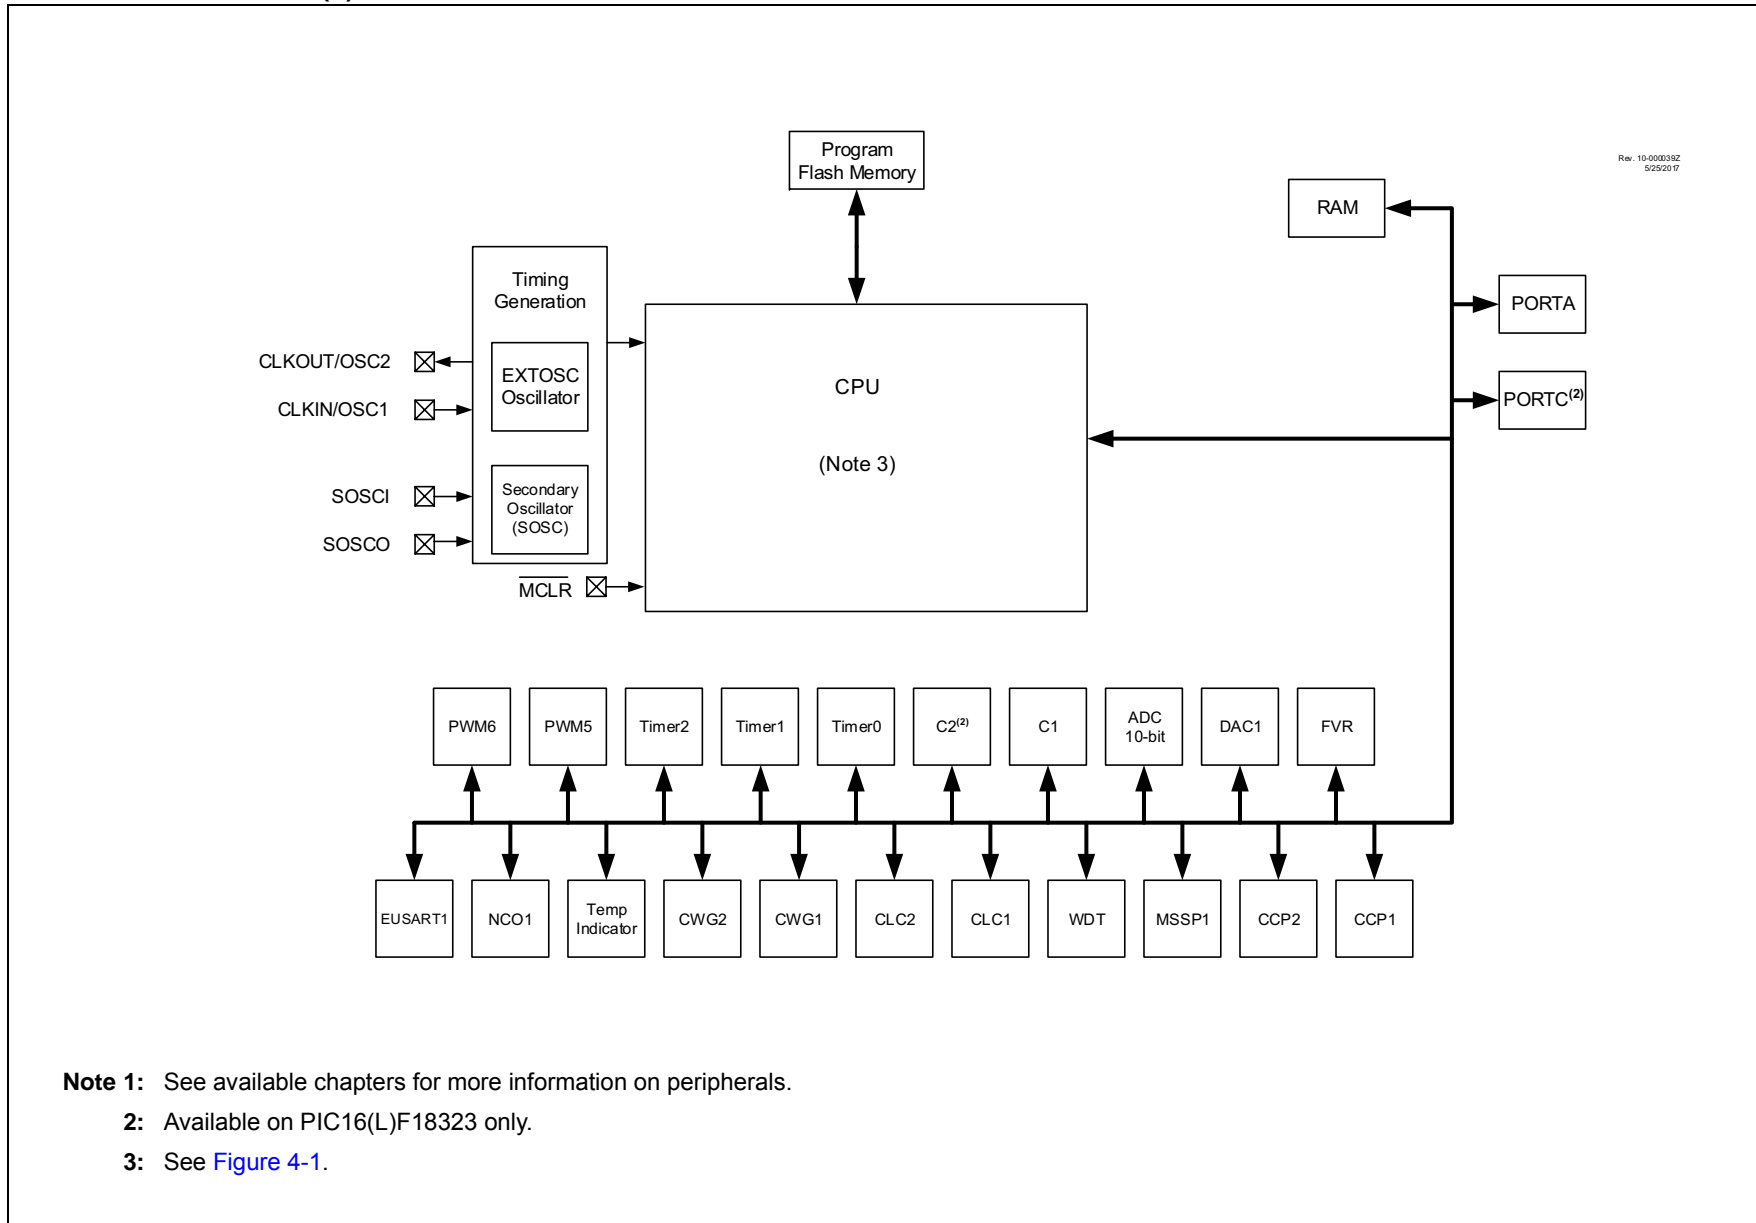 (
Program
Flash Memory
Rev. 10-000039Z
5/25/2017
RAM
Timing
Generation
PORTA
CLKOUT/OSC2
EXTOSC
Oscillator
CPU
PORTC(2)
CLKIN/OSC1
(Note 3)
SOSCI
Secondary
Oscillator
(SOSC)
SOSCO
MCLR
PWM6
PWM5
Timer2
Timer1
Timer0
C2(2)
C1
ADC
10-bit
DAC1
FVR
EUSART1
NCO1
Temp
Indicator
CWG2
CWG1
CLC2
CLC1
WDT
MSSP1
CCP2
CCP1
Note 1: See available chapters for more information on peripherals.
2: Available on PIC16(L)F18323 only.
3: See Figure 4-1.